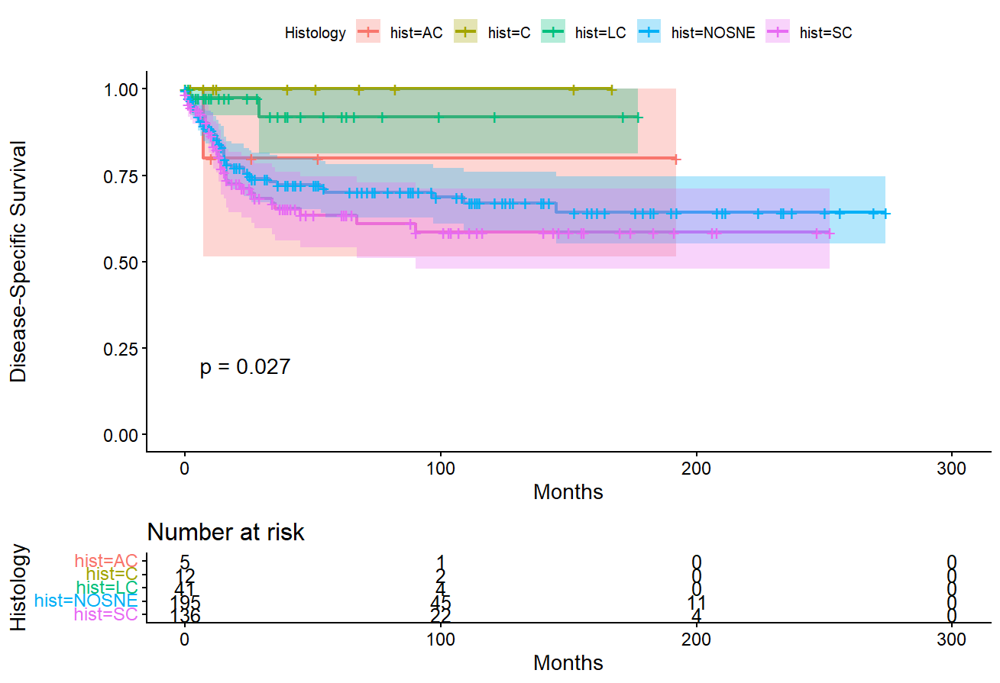 Histology hist=AC hist=C hist=LC hist=NOSNE hist=SC
Disease-Specific Survival
1.00
0.75
0.50
0.25
0.00
p = 0.027
0 100 200 300
Months
Number at risk
Histology
hist=AC 5 1 0 0
hist=C 12 2 0 0
hist=LC 41 4 0 0
hist=NOSNE 195 45 11 0
hist=SC 136 22 4 0
0 100 200 300
Months